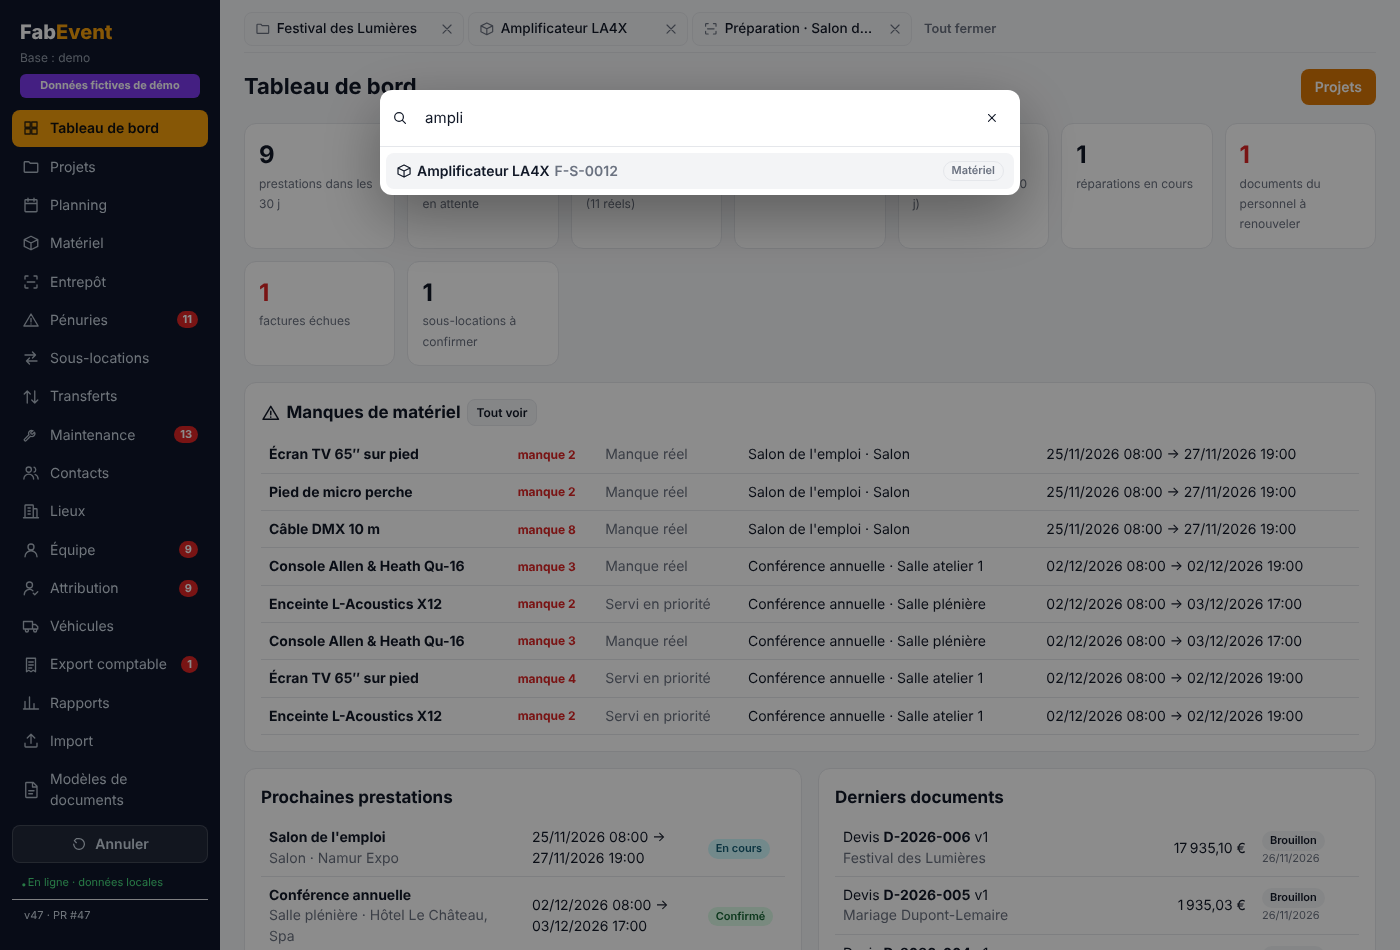 FabEvent
Base : demo
Données fictives de démo
Tableau de bord
Projets
Planning
Matériel
Entrepôt
Pénuries 11
Sous-locations
Transferts
Maintenance 13
Contacts
Lieux
Équipe 9
Attribution 9
Véhicules
Export comptable 1
Rapports
Import
Modèles de
documents
Annuler
En ligne · données locales
v47 · PR #47
Festival des Lumières
Amplificateur LA4X
Préparation · Salon d...
Tout fermer
Tableau de bord
Projets
ampli
Amplificateur LA4X F-S-0012 Matériel
9
prestations dans les
30 j
en attente
(11 réels)
j)
1
réparations en cours
1
documents du
personnel à
renouveler
1
factures échues
1
sous-locations à
confirmer
Manques de matériel Tout voir
Écran TV 65″ sur pied manque 2 Manque réel Salon de l'emploi · Salon 25/11/2026 08:00 → 27/11/2026 19:00
Pied de micro perche manque 2 Manque réel Salon de l'emploi · Salon 25/11/2026 08:00 → 27/11/2026 19:00
Câble DMX 10 m manque 8 Manque réel Salon de l'emploi · Salon 25/11/2026 08:00 → 27/11/2026 19:00
Console Allen & Heath Qu-16 manque 3 Manque réel Conférence annuelle · Salle atelier 1 02/12/2026 08:00 → 02/12/2026 19:00
Enceinte L-Acoustics X12 manque 2 Servi en priorité Conférence annuelle · Salle plénière 02/12/2026 08:00 → 03/12/2026 17:00
Console Allen & Heath Qu-16 manque 3 Manque réel Conférence annuelle · Salle plénière 02/12/2026 08:00 → 03/12/2026 17:00
Écran TV 65″ sur pied manque 4 Servi en priorité Conférence annuelle · Salle atelier 1 02/12/2026 08:00 → 02/12/2026 19:00
Enceinte L-Acoustics X12 manque 2 Servi en priorité Conférence annuelle · Salle atelier 1 02/12/2026 08:00 → 02/12/2026 19:00
Prochaines prestations
Salon de l'emploi
Salon · Namur Expo
25/11/2026 08:00 →
27/11/2026 19:00
En cours
Conférence annuelle
Salle plénière · Hôtel Le Château,
Spa
02/12/2026 08:00 →
03/12/2026 17:00
Confirmé
Derniers documents
Devis D-2026-006 v1
Festival des Lumières
17 935,10 €
Brouillon
26/11/2026
Devis D-2026-005 v1
Mariage Dupont-Lemaire
1 935,03 €
Brouillon
26/11/2026